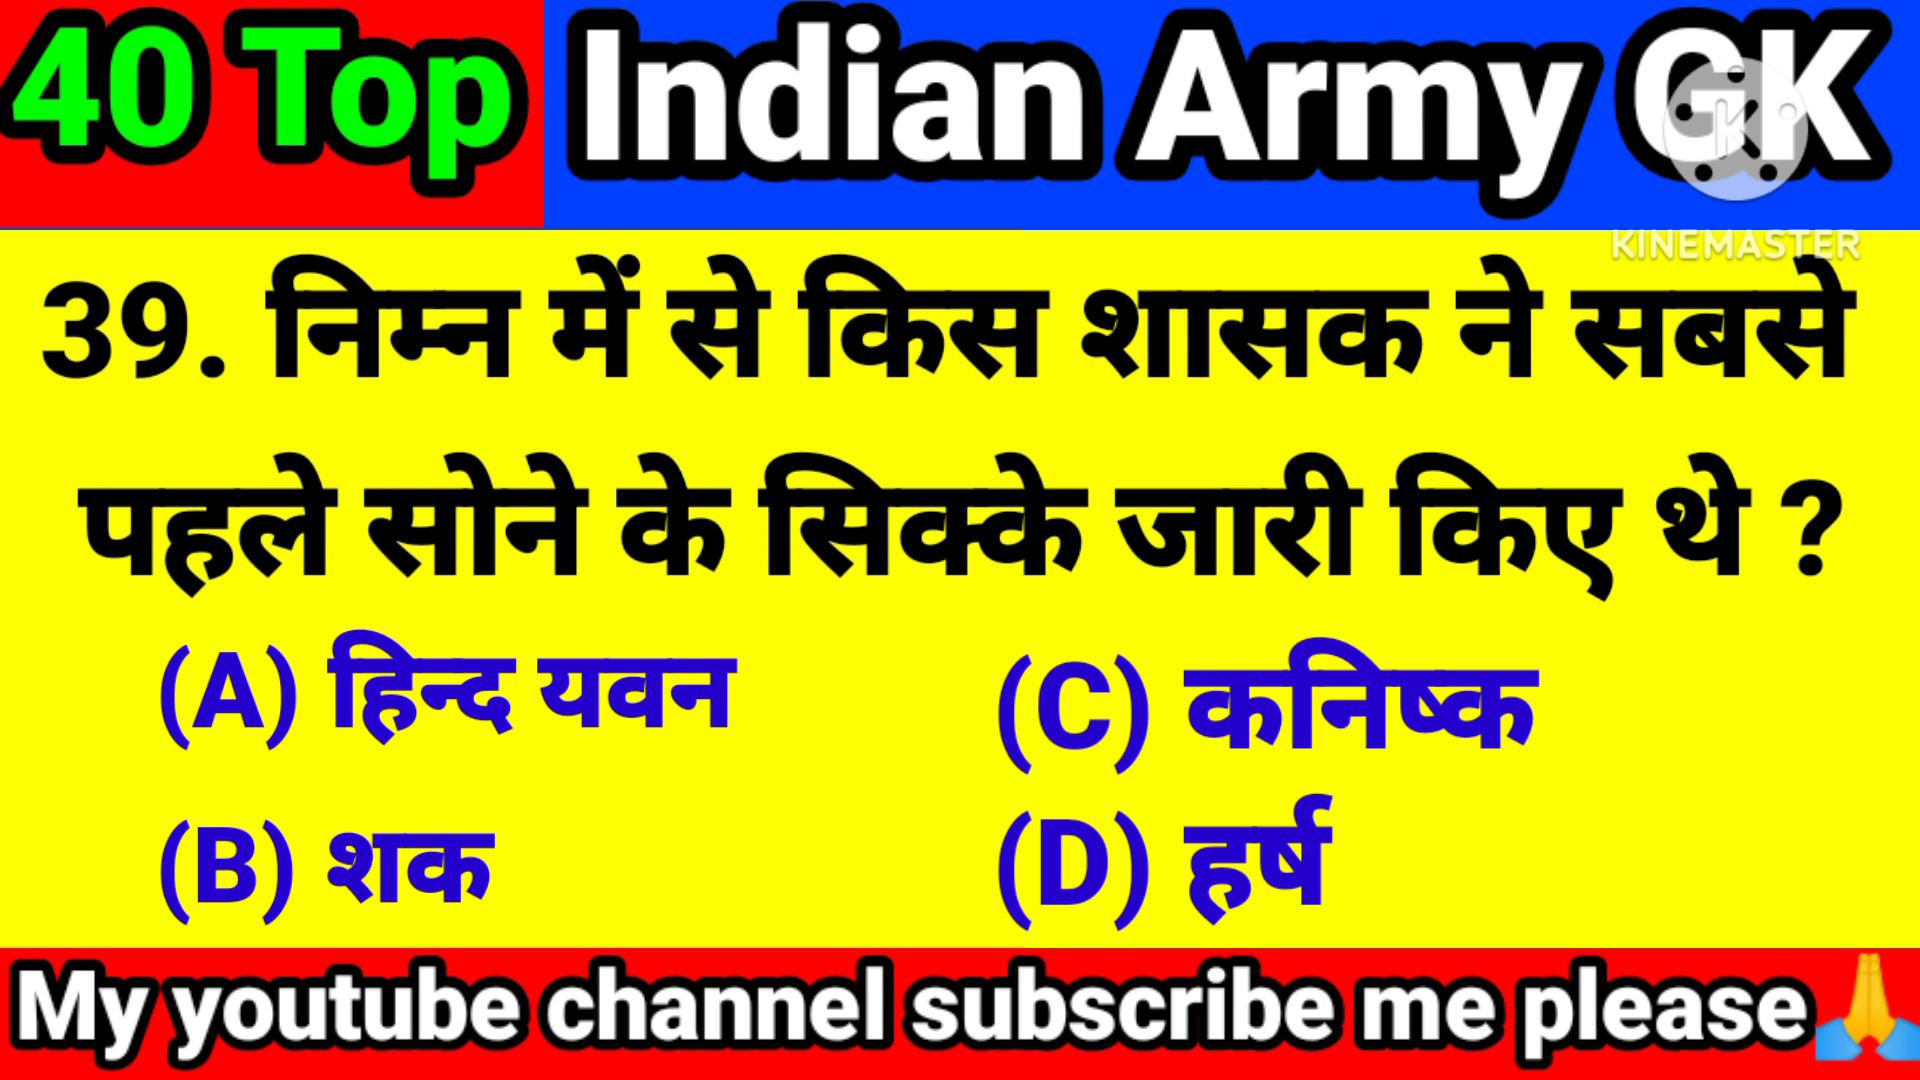 40 Top Indian Army GK
KINEMASTER
39. निम्न में से किस शासक ने सबसे
पहले सोने के सिक्के जारी किए थे ?
(A) हिन्द यवन
(C) कनिष्क
(B) शक
(D) हर्ष
My youtube channel subscribe me please🙏